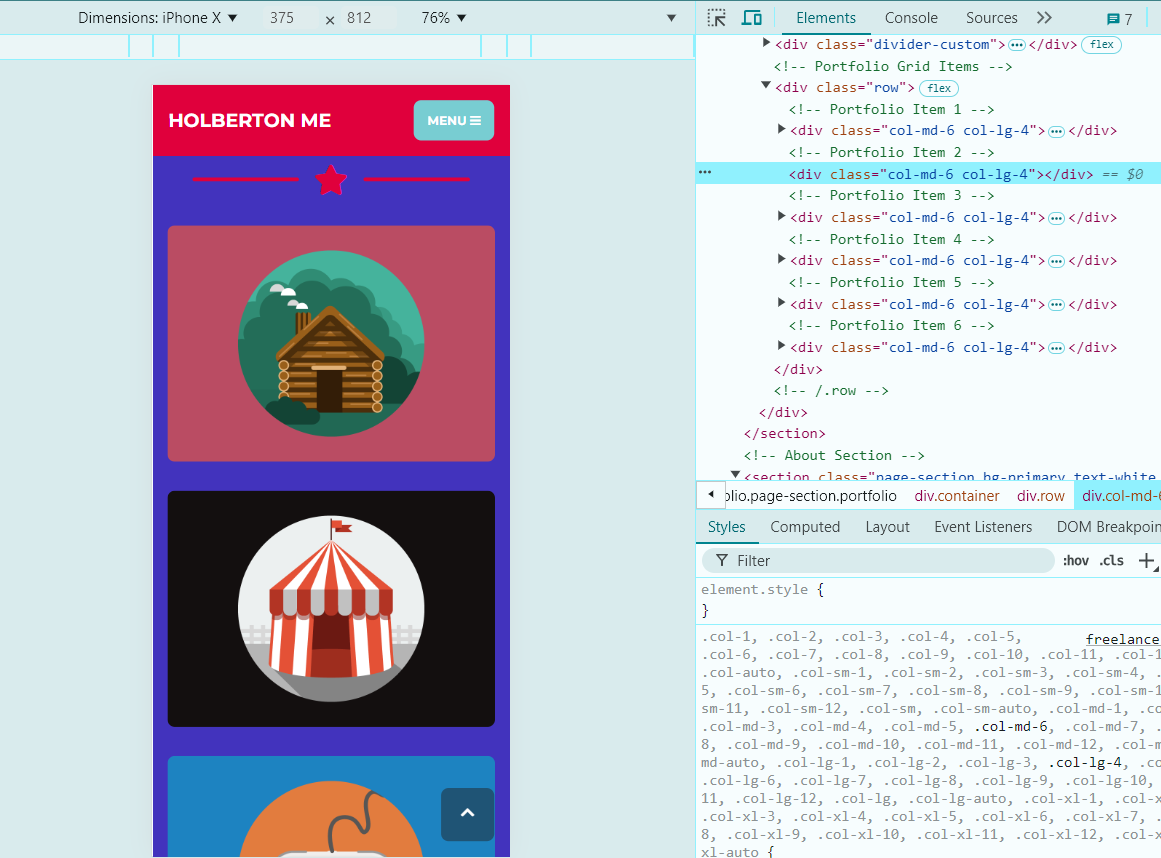 Dimensions: iPhone X ▼ 375 × 812 76% ▼ ▼
HOLBERTON ME
MENU ☰
Elements Console Sources 7
<div class="divider-custom">…</div> flex
<!-- Portfolio Grid Items -->
<div class="row"> flex
<!-- Portfolio Item 1 -->
<div class="col-md-6 col-lg-4">…</div>
<!-- Portfolio Item 2 -->
<div class="col-md-6 col-lg-4"></div> == $0
<!-- Portfolio Item 3 -->
<div class="col-md-6 col-lg-4">…</div>
<!-- Portfolio Item 4 -->
<div class="col-md-6 col-lg-4">…</div>
<!-- Portfolio Item 5 -->
<div class="col-md-6 col-lg-4">…</div>
<!-- Portfolio Item 6 -->
<div class="col-md-6 col-lg-4">…</div>
</div>
<!-- /.row -->
</div>
</section>
<!-- About Section -->
<section class="page-section bg-primary text-white
olio.page-section.portfolio div.container div.row div.col-md-6
Styles Computed Layout Event Listeners DOM Breakpoin
Filter :hov .cls
element.style {
}
.col-1, .col-2, .col-3, .col-4, .col-5, freelance
.col-6, .col-7, .col-8, .col-9, .col-10, .col-11, .col-1
.col-auto, .col-sm-1, .col-sm-2, .col-sm-3, .col-sm-4, .
5, .col-sm-6, .col-sm-7, .col-sm-8, .col-sm-9, .col-sm-1
sm-11, .col-sm-12, .col-sm, .col-sm-auto, .col-md-1, .co
.col-md-3, .col-md-4, .col-md-5, .col-md-6, .col-md-7, .
8, .col-md-9, .col-md-10, .col-md-11, .col-md-12, .col-m
md-auto, .col-lg-1, .col-lg-2, .col-lg-3, .col-lg-4, .co
.col-lg-6, .col-lg-7, .col-lg-8, .col-lg-9, .col-lg-10,
11, .col-lg-12, .col-lg, .col-lg-auto, .col-xl-1, .col-x
.col-xl-3, .col-xl-4, .col-xl-5, .col-xl-6, .col-xl-7, .
8, .col-xl-9, .col-xl-10, .col-xl-11, .col-xl-12, .col-x
xl-auto {